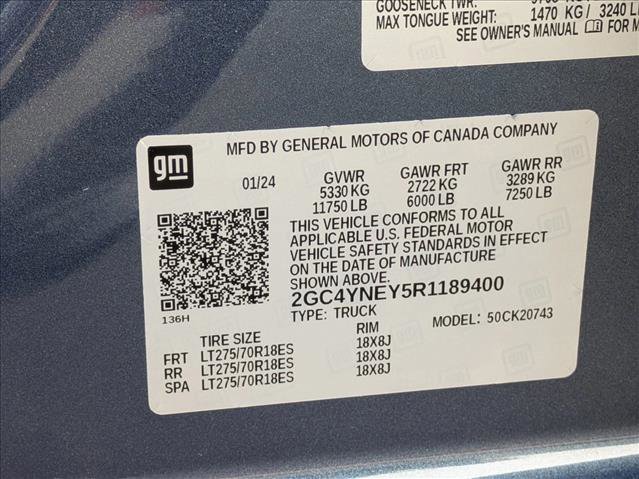 GOOSENECK TWR:
MAX TONGUE WEIGHT: 1470 KG / 3240 L
SEE OWNER'S MANUAL FOR M
gm
MFD BY GENERAL MOTORS OF CANADA COMPANY
01/24 GVWR GAWR FRT GAWR RR
5330 KG 2722 KG 3289 KG
11750 LB 6000 LB 7250 LB
THIS VEHICLE CONFORMS TO ALL
APPLICABLE U.S. FEDERAL MOTOR
VEHICLE SAFETY STANDARDS IN EFFECT
ON THE DATE OF MANUFACTURE
SHOWN ABOVE.
2GC4YNEY5R1189400
TYPE: TRUCK MODEL: 50CK20743
136H
TIRE SIZE RIM
FRT LT275/70R18ES 18X8J
RR LT275/70R18ES 18X8J
SPA LT275/70R18ES 18X8J